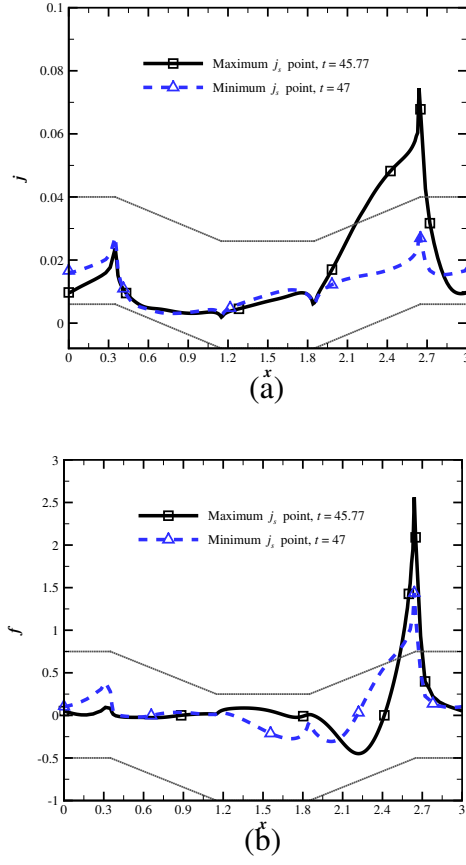 (a)
0.1
0.08
0.06
0.04
0.02
0
j
Maximum js point, t = 45.77
Minimum js point, t = 47
0 0.3 0.6 0.9 1.2 1.5 1.8 2.1 2.4 2.7 3
x
(a)
3
2.5
2
1.5
1
0.5
0
-0.5
-1
f
Maximum js point, t = 45.77
Minimum js point, t = 47
0 0.3 0.6 0.9 1.2 1.5 1.8 2.1 2.4 2.7 3
x
(b)